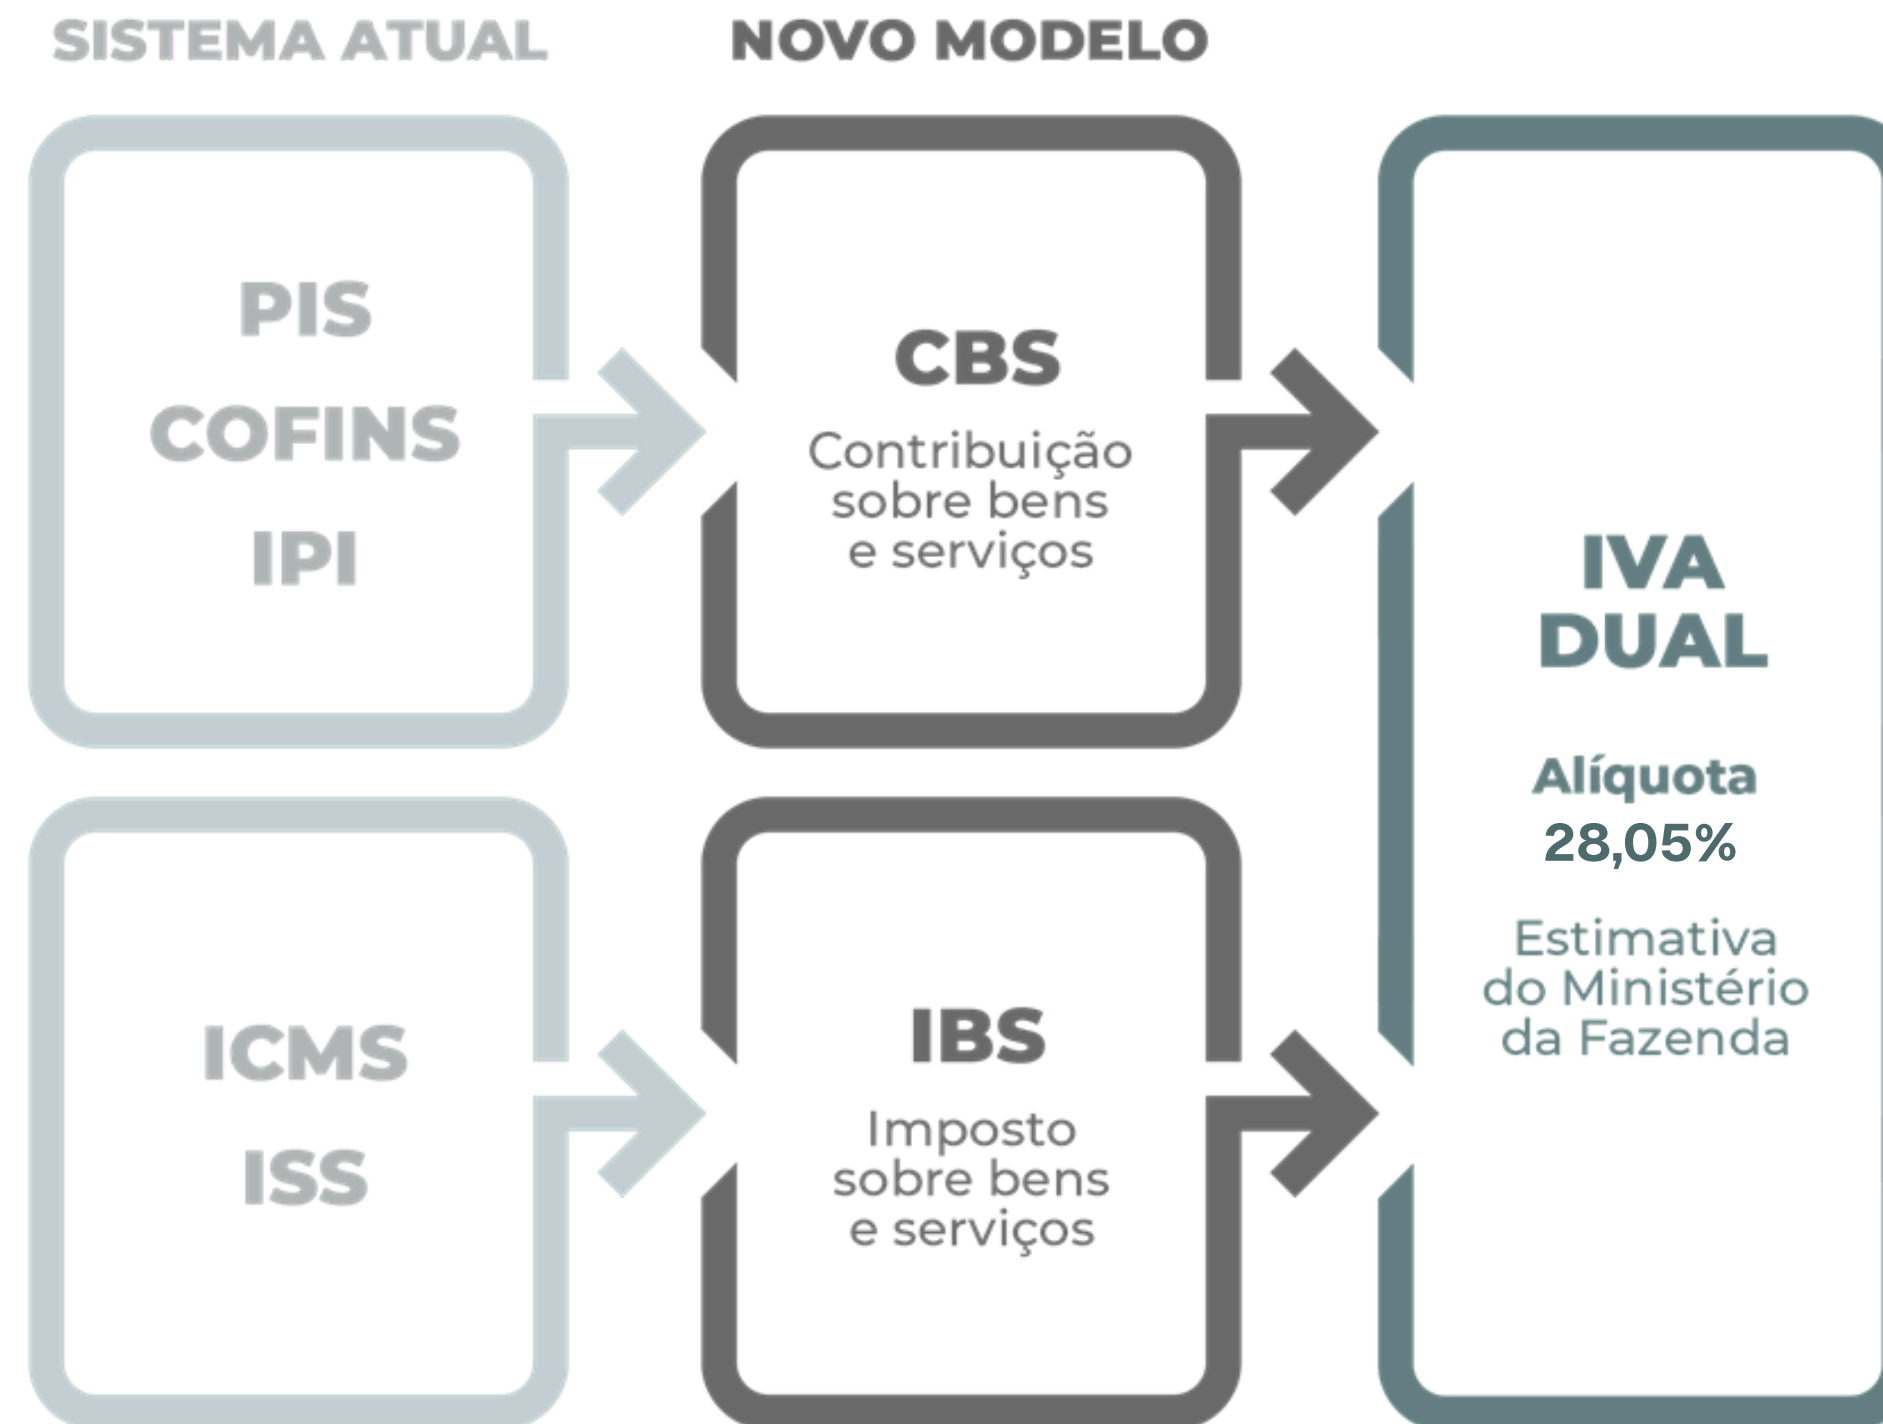 SISTEMA ATUAL
NOVO MODELO
PIS
COFINS
IPI
CBS
Contribuição
sobre bens
e serviços
ICMS
ISS
IBS
Imposto
sobre bens
e serviços
IVA
DUAL
Alíquota
28,05%
Estimativa
do Ministério
da Fazenda